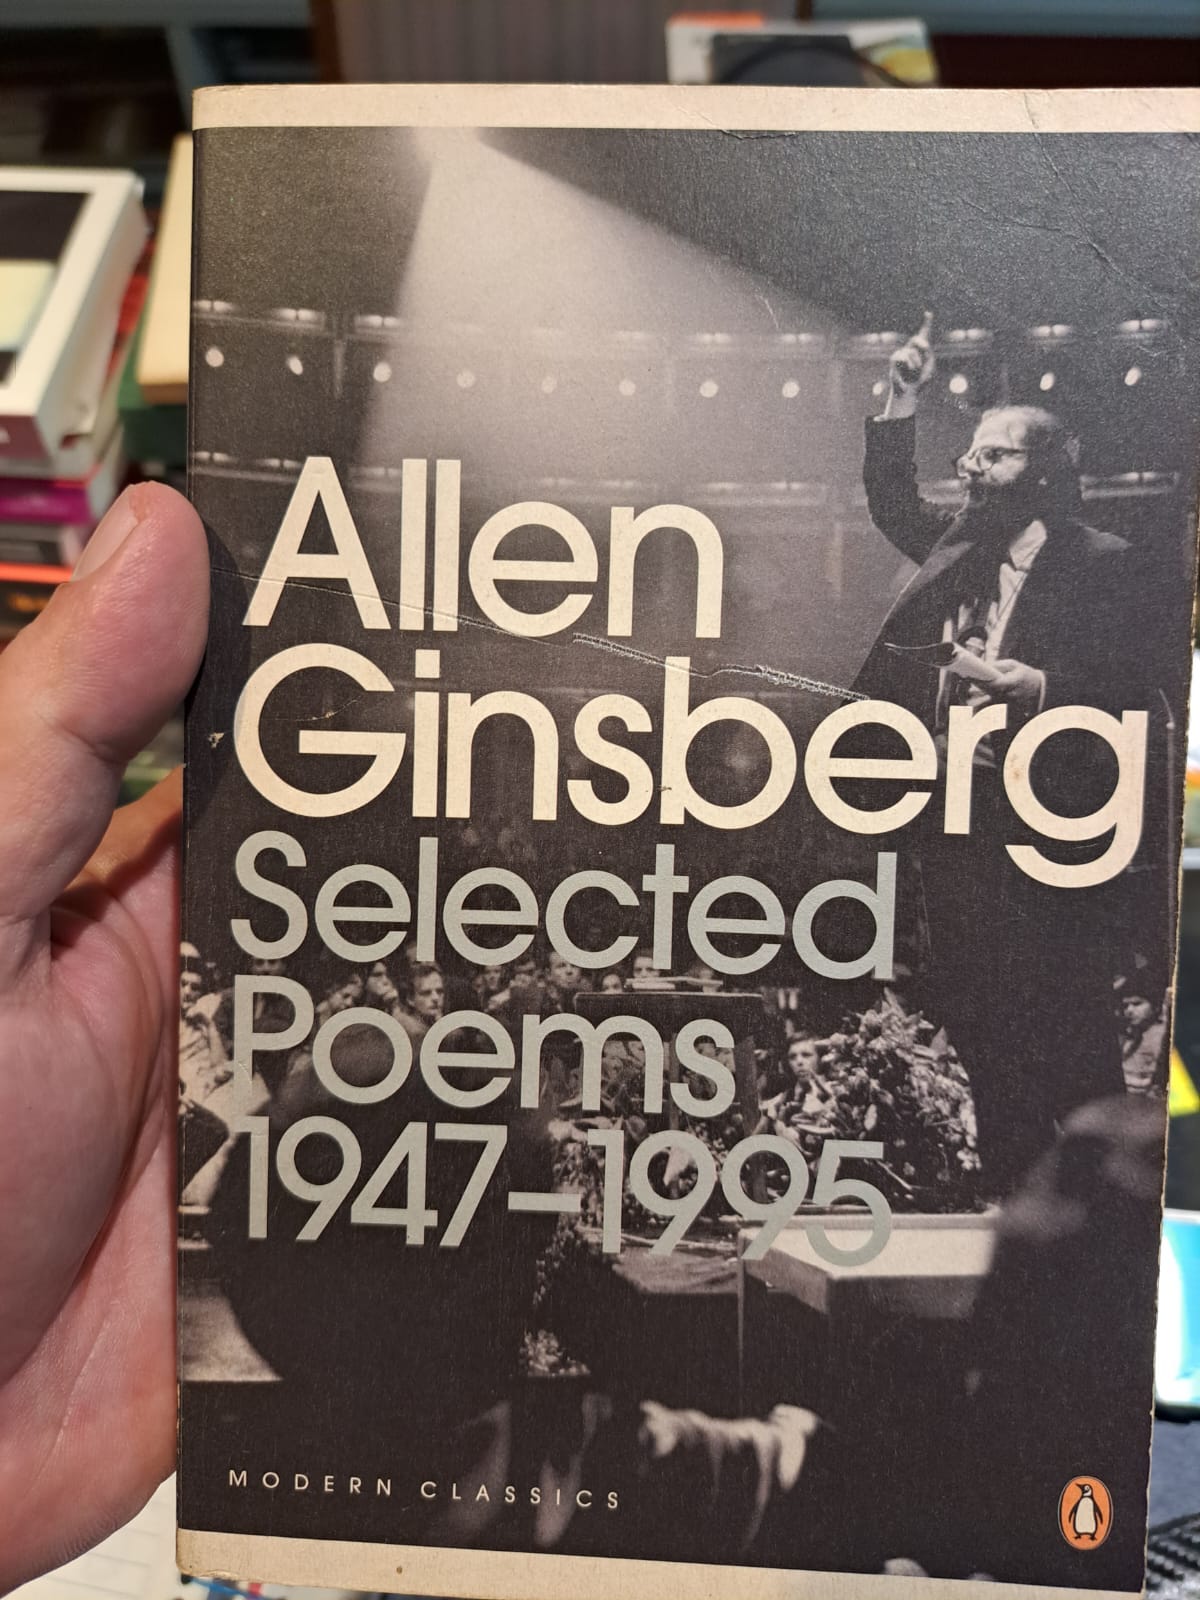 Allen
Ginsberg
Selected
Poems
1947–1995
MODERN CLASSICS